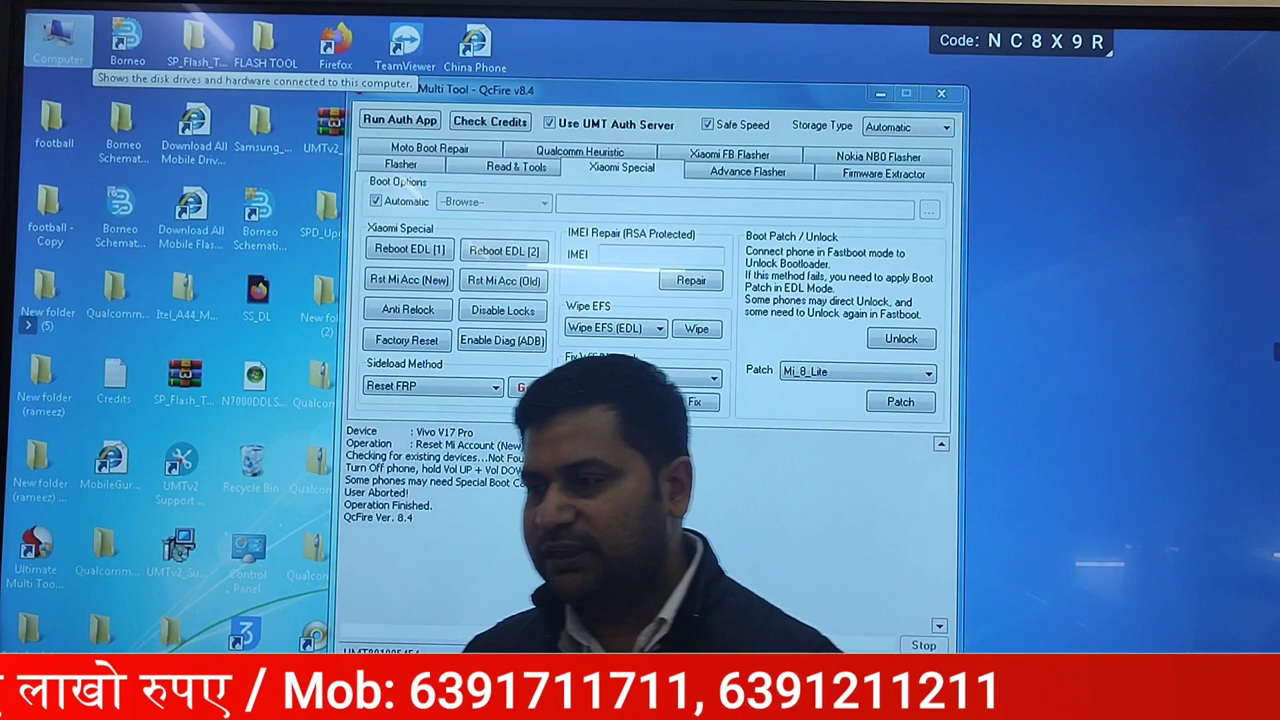 Code: N C 8 X 9 R
Computer
Borneo
SP_Flash_T...
FLASH TOOL
Firefox
TeamViewer
China Phone
Shows the disk drives and hardware connected to this computer.
Multi Tool - QcFire v8.4
Run Auth App
Check Credits
Use UMT Auth Server
Safe Speed
Storage Type
Automatic
Moto Boot Repair
Qualcomm Heuristic
Xiaomi FB Flasher
Nokia NB0 Flasher
Flasher
Read & Tools
Xiaomi Special
Advance Flasher
Firmware Extractor
Boot Options
Automatic
--Browse--
...
Xiaomi Special
Reboot EDL [1]
Reboot EDL [2]
Rst Mi Acc [New]
Rst Mi Acc [Old]
Anti Relock
Disable Locks
Factory Reset
Enable Diag (ADB)
Sideload Method
Reset FRP
IMEI Repair (RSA Protected)
IMEI
Repair
Wipe EFS
Wipe EFS (EDL)
Wipe
Fix
Boot Patch / Unlock
Connect phone in Fastboot mode to
Unlock Bootloader.
If this method fails, you need to apply Boot
Patch in EDL Mode.
Some phones may direct Unlock, and
some need to Unlock again in Fastboot.
Unlock
Patch
Mi_8_Lite
Patch
Device : Vivo V17 Pro
Operation : Reset Mi Account (New
Checking for existing devices...Not Fou
Turn Off phone, hold Vol UP + Vol DOW
Some phones may need Special Boot Ca
User Aborted!
Operation Finished.
QcFire Ver. 8.4
Stop
football
Borneo
Schemat...
Download All
Mobile Driv...
Samsung_...
UMTv2_
football -
Copy
Borneo
Schemat...
Download All
Mobile Flas...
Borneo
Schemati...
SPD_Upg
New folder
(5)
Qualcomm...
Itel_A44_M...
SS_DL
New fol
(2)
New folder
(rameez)
Credits
SP_Flash_T...
N7000DDLS...
Qualcon
New folder
(rameez) ...
MobileGur...
UMTv2
Support ...
Recycle Bin
Qualcon
Ultimate
Multi Too...
Qualcomm...
UMTv2_Su...
Control
Panel
Qualcon
लाखो रुपए / Mob: 6391711711, 6391211211